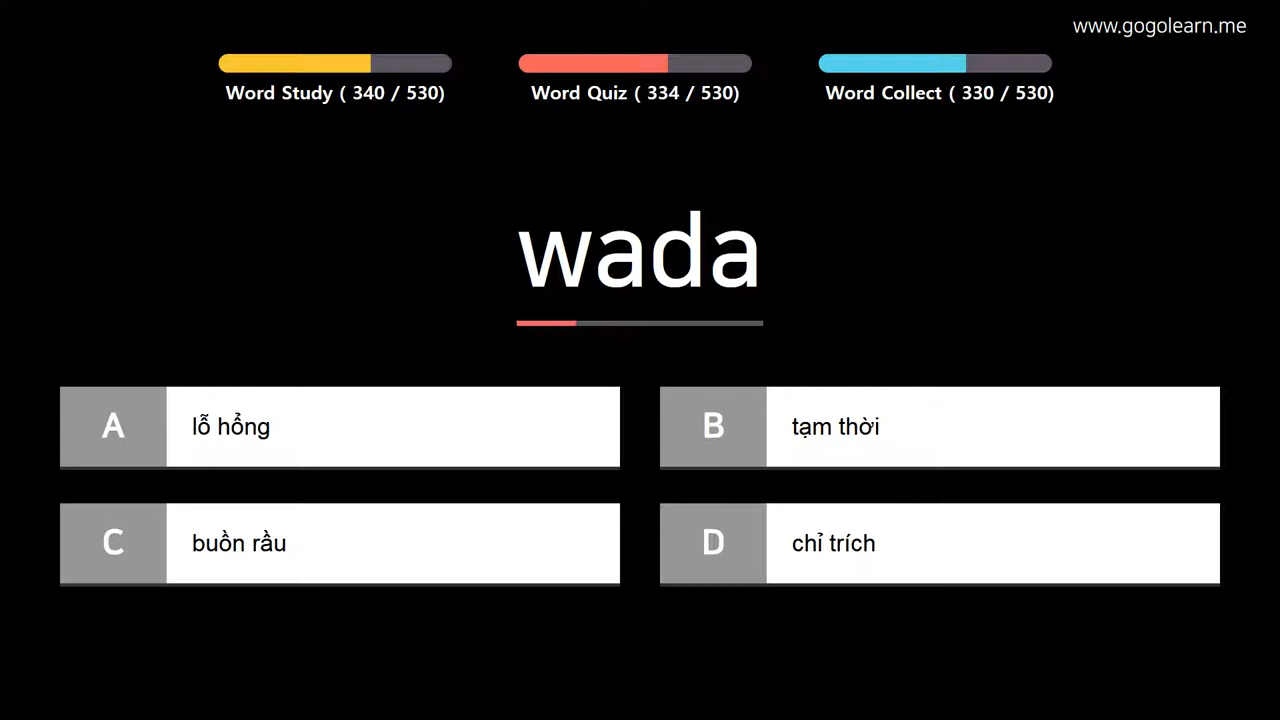 www.gogolearn.me
Word Study ( 340 / 530)
Word Quiz ( 334 / 530)
Word Collect ( 330 / 530)
wada
A lỗ hổng
B tạm thời
C buồn rầu
D chỉ trích